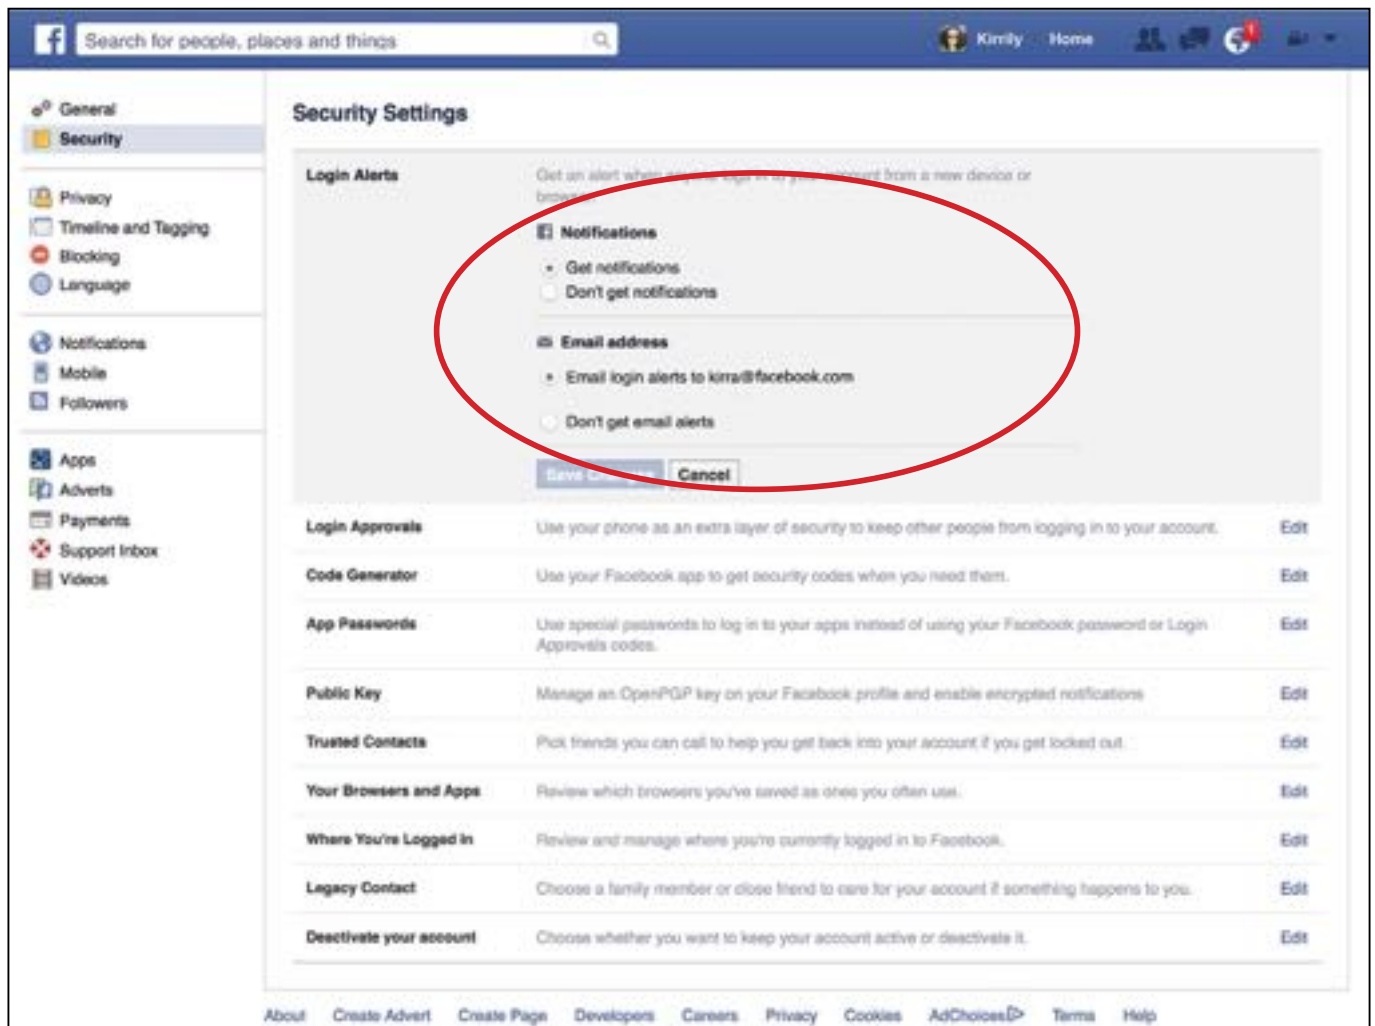 f
Search for people, places and things
Kirrily Home
1
General
Security
Privacy
Timeline and Tagging
Blocking
Language
Notifications
Mobile
Followers
Apps
Adverts
Payments
Support Inbox
Videos
Security Settings
Login Alerts
Get an alert when anyone logs in to your account from a new device or
browser.
Notifications
Get notifications
Don't get notifications
Email address
Email login alerts to kirra@facebook.com
Don't get email alerts
Save Changes Cancel
Login Approvals Use your phone as an extra layer of security to keep other people from logging in to your account. Edit
Code Generator Use your Facebook app to get security codes when you need them. Edit
App Passwords Use special passwords to log in to your apps instead of using your Facebook password or Login Edit
Approvals codes.
Public Key Manage an OpenPGP key on your Facebook profile and enable encrypted notifications Edit
Trusted Contacts Pick friends you can call to help you get back into your account if you get locked out. Edit
Your Browsers and Apps Review which browsers you've saved as ones you often use. Edit
Where You're Logged In Review and manage where you're currently logged in to Facebook. Edit
Legacy Contact Choose a family member or close friend to care for your account if something happens to you. Edit
Deactivate your account Choose whether you want to keep your account active or deactivate it. Edit
About Create Advert Create Page Developers Careers Privacy Cookies AdChoices Terms Help